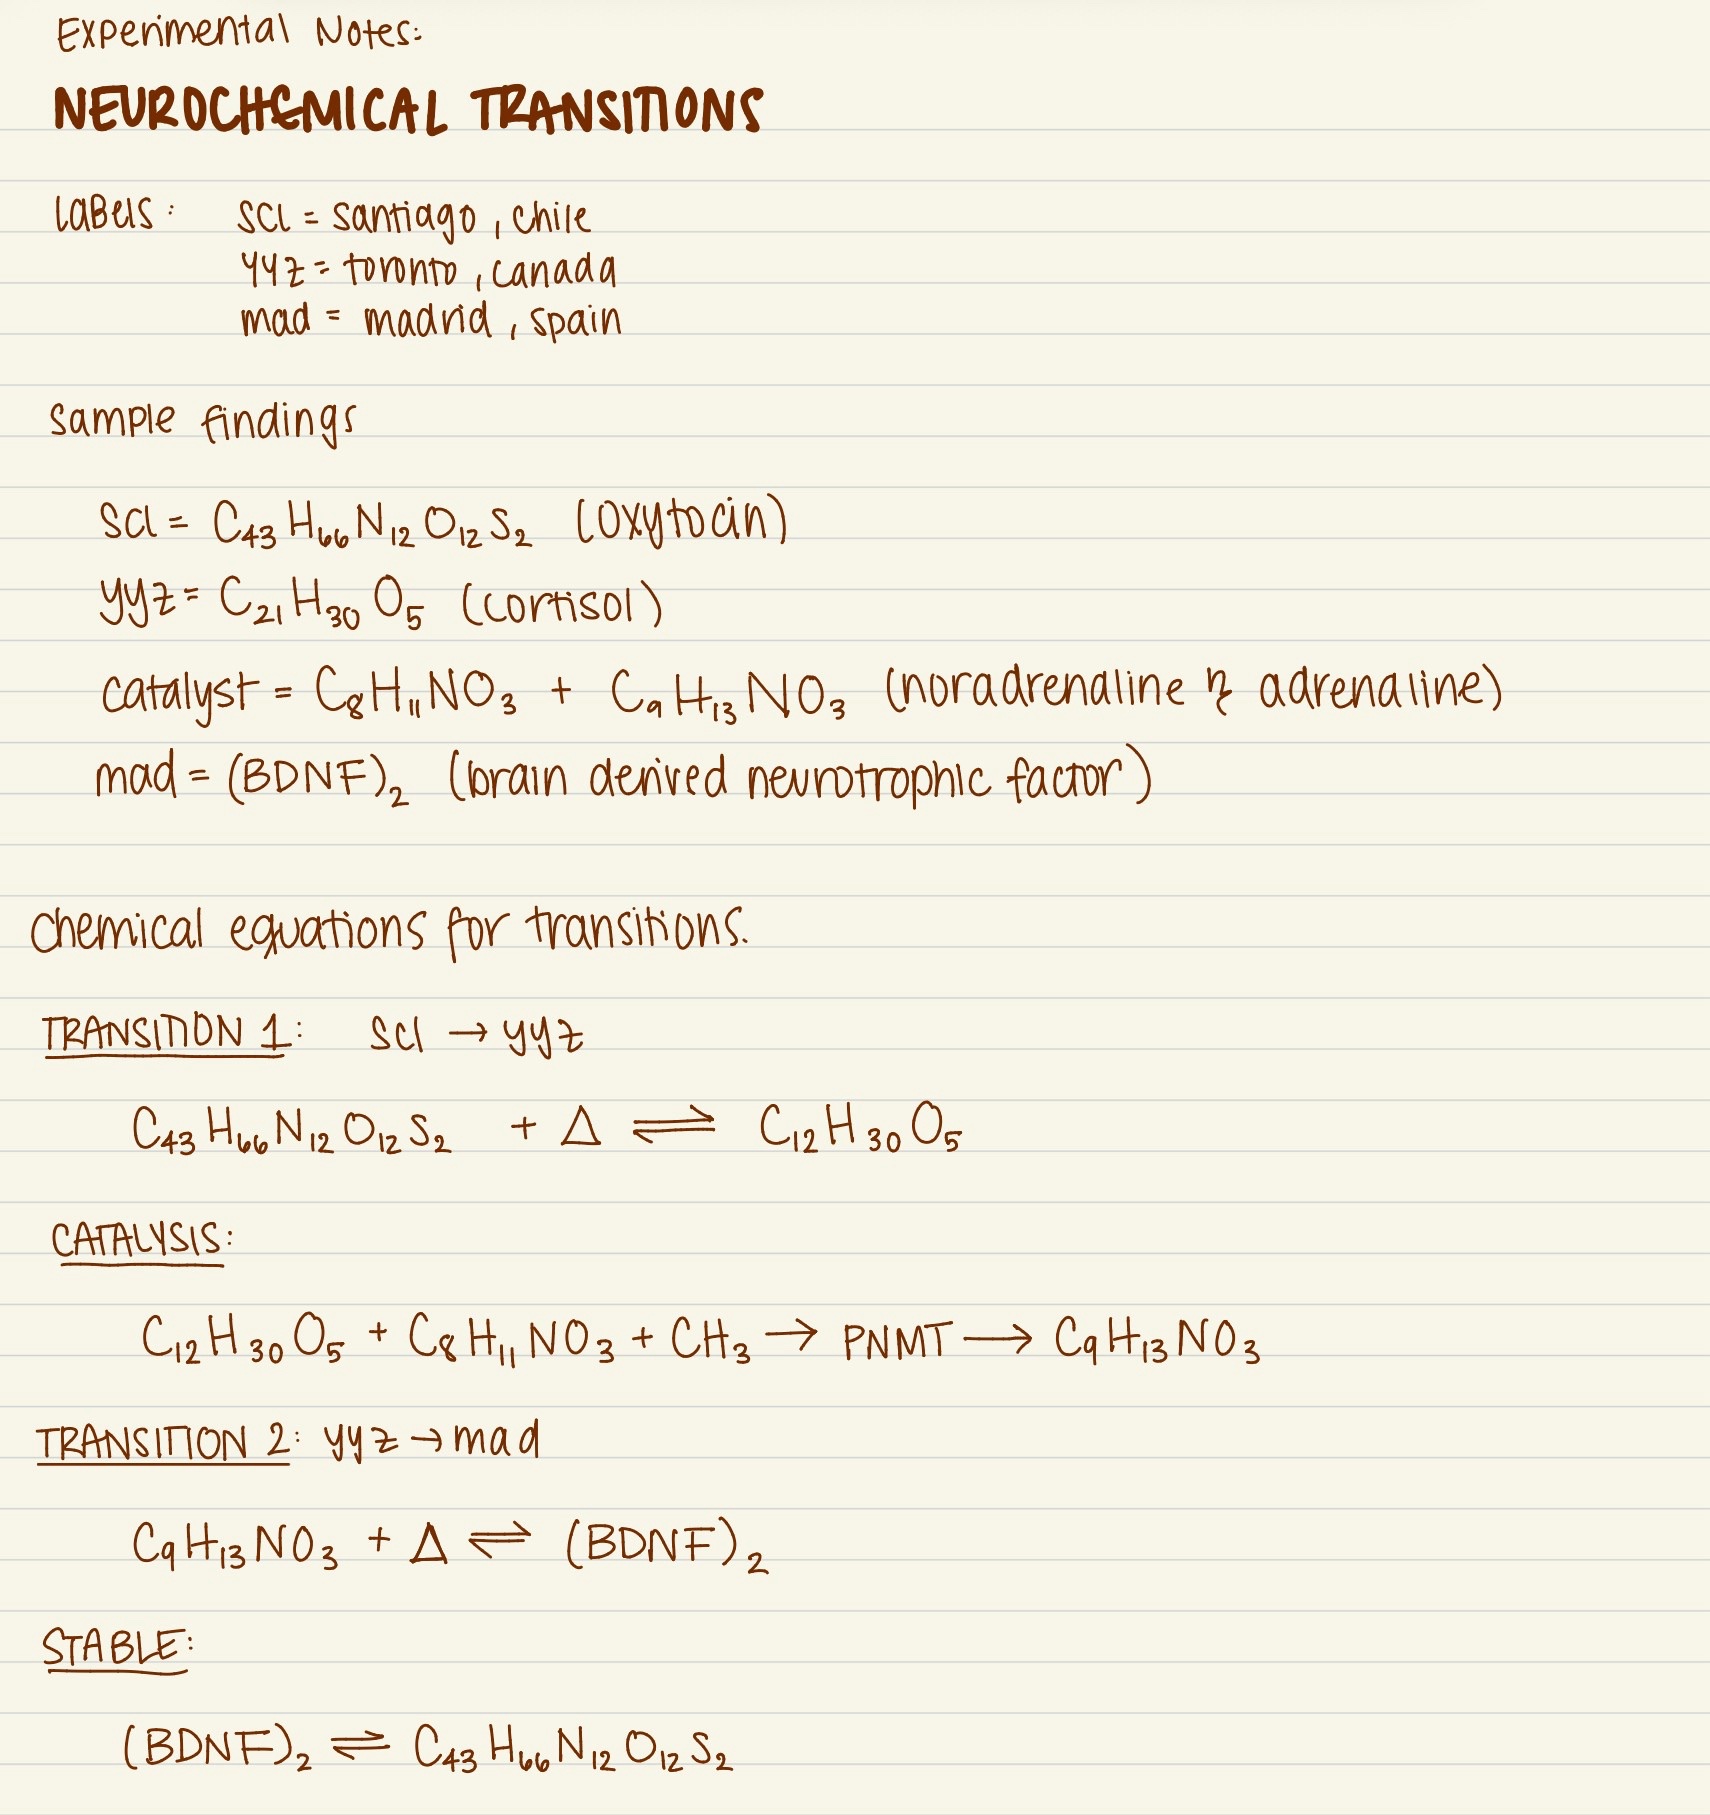 Experimental Notes:
NEUROCHEMICAL TRANSITIONS
LaBels: SCL = santiago, chile
yyz = toronto, canada
mad = madrid, spain
sample findings
scl = C₄₃H₆₆N₁₂O₁₂S₂ (oxytocin)
yyz = C₂₁H₃₀O₅ (cortisol)
catalyst = C₈H₁₁NO₃ + C₉H₁₃NO₃ (noradrenaline & adrenaline)
mad = (BDNF)₂ (brain derived neurotrophic factor)
chemical equations for transitions.
TRANSITION 1: scl → yyz
C₄₃H₆₆N₁₂O₁₂S₂ + Δ ⇌ C₁₂H₃₀O₅
CATALYSIS:
C₁₂H₃₀O₅ + C₈H₁₁NO₃ + CH₃ → PNMT → C₉H₁₃NO₃
TRANSITION 2: yyz → mad
C₉H₁₃NO₃ + Δ ⇌ (BDNF)₂
STABLE:
(BDNF)₂ ⇌ C₄₃H₆₆N₁₂O₁₂S₂